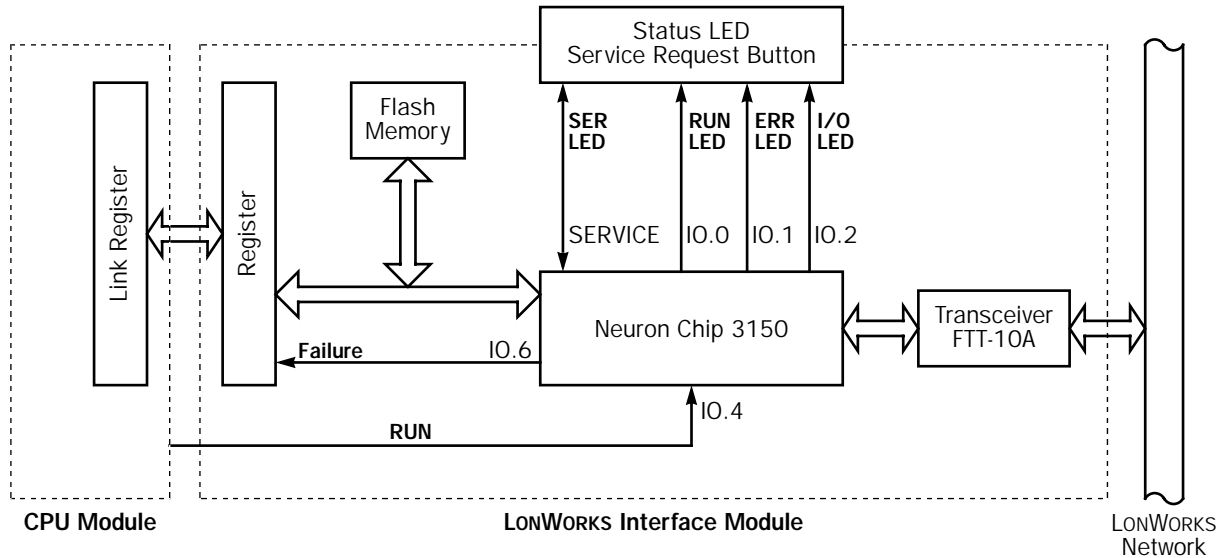 Status LED
Service Request Button
Flash
Memory
SER
LED
RUN
LED
ERR
LED
I/O
LED
Link Register
Register
SERVICE
IO.0
IO.1
IO.2
Neuron Chip 3150
Transceiver
FTT-10A
Failure
IO.6
IO.4
RUN
CPU Module
LONWORKS Interface Module
LONWORKS
Network